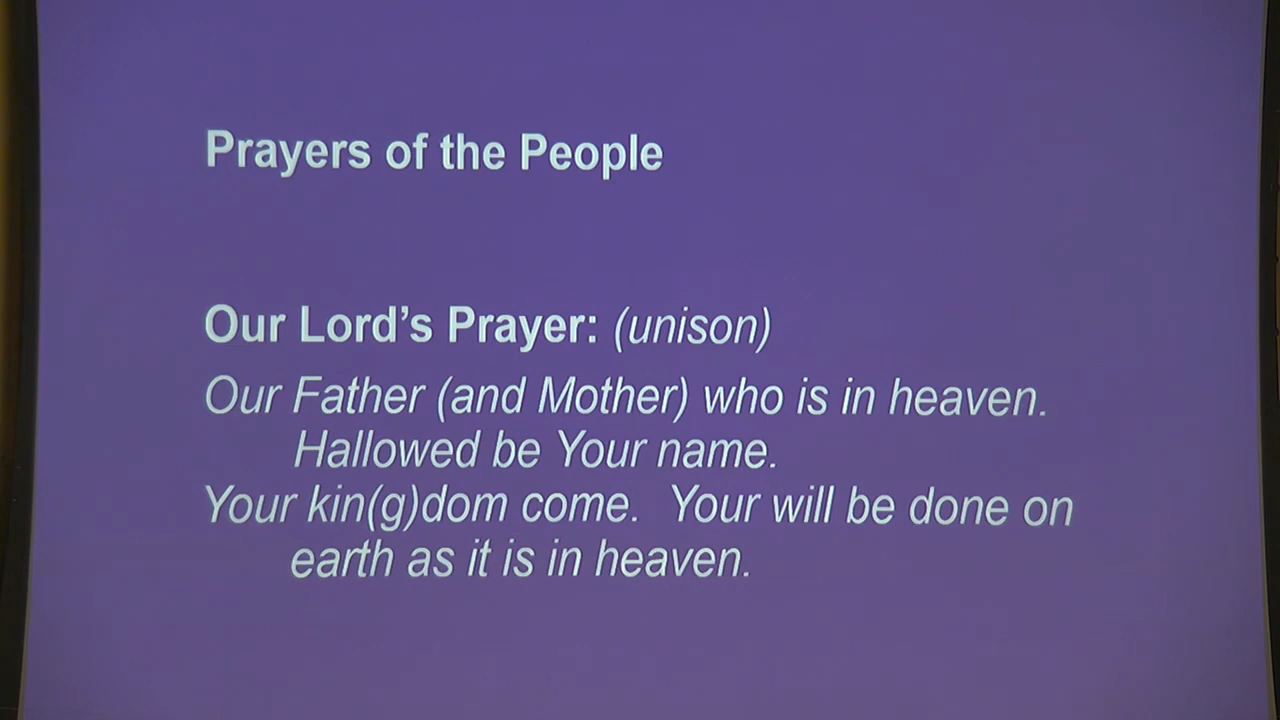 Prayers of the People
Our Lord’s Prayer: (unison)
Our Father (and Mother) who is in heaven.
Hallowed be Your name.
Your kin(g)dom come. Your will be done on
earth as it is in heaven.